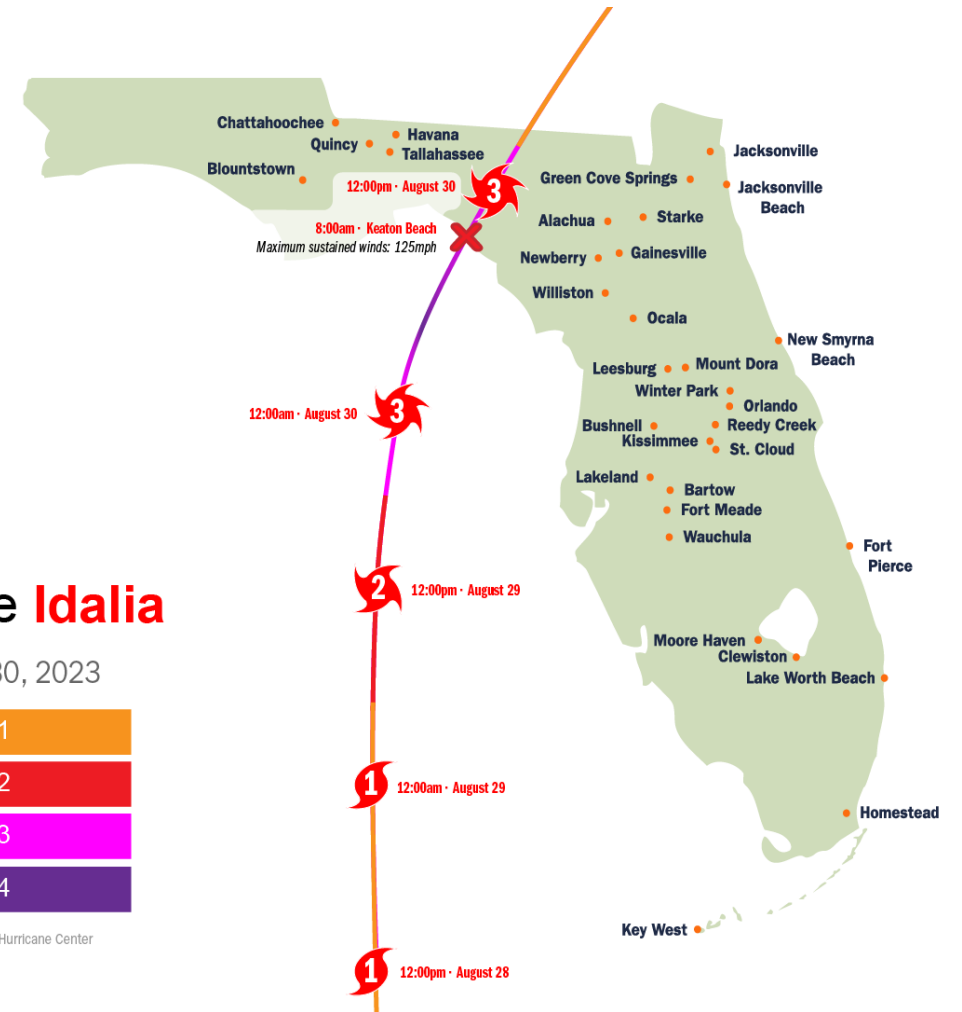 Chattahoochee
Havana
Quincy
Tallahassee
Blountstown
12:00pm · August 30
3
8:00am · Keaton Beach
Maximum sustained winds: 125mph
Jacksonville
Green Cove Springs
Jacksonville
Beach
Alachua
Starke
Newberry
Gainesville
Williston
Ocala
New Smyrna
Beach
Leesburg
Mount Dora
Winter Park
Orlando
12:00am · August 30
3
Bushnell
Reedy Creek
Kissimmee
St. Cloud
Lakeland
Bartow
Fort Meade
Wauchula
Fort
Pierce
2
12:00pm · August 29
e Idalia
30, 2023
Moore Haven
Clewiston
Lake Worth Beach
1
2
3
4
1
12:00am · August 29
Homestead
Hurricane Center
Key West
1
12:00pm · August 28